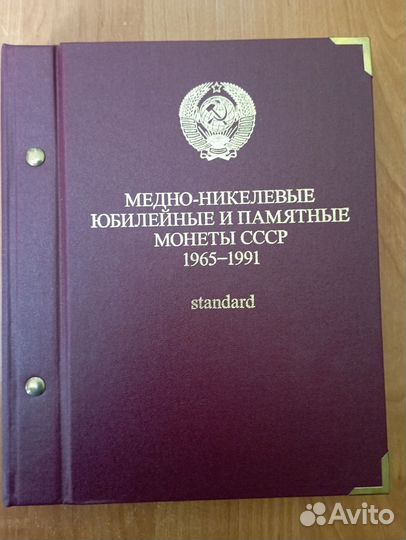 МЕДНО-НИКЕЛЕВЫЕ
ЮБИЛЕЙНЫЕ И ПАМЯТНЫЕ
МОНЕТЫ СССР
1965–1991
standard
Avito